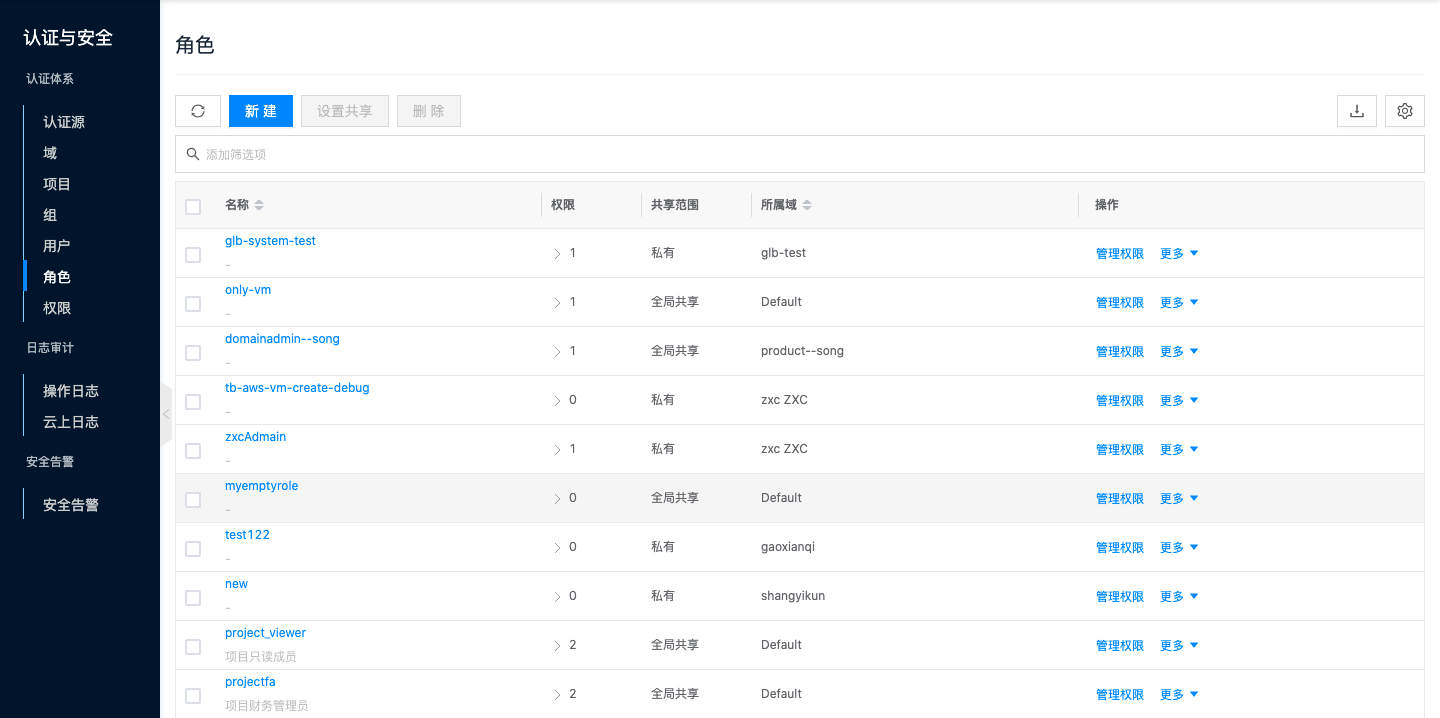 认证与安全
认证体系
认证源
域
项目
组
用户
角色
权限
日志审计
操作日志
云上日志
安全告警
安全告警
角色
新 建 设置共享 删 除
添加筛选项
名称 权限 共享范围 所属域 操作
glb-system-test 1 私有 glb-test 管理权限 更多
-
only-vm 1 全局共享 Default 管理权限 更多
-
domainadmin--song 1 全局共享 product--song 管理权限 更多
-
tb-aws-vm-create-debug 0 私有 zxc ZXC 管理权限 更多
-
zxcAdmain 1 私有 zxc ZXC 管理权限 更多
-
myemptyrole 0 全局共享 Default 管理权限 更多
-
test122 0 私有 gaoxianqi 管理权限 更多
-
new 0 私有 shangyikun 管理权限 更多
-
project_viewer 2 全局共享 Default 管理权限 更多
项目只读成员
projectfa 2 全局共享 Default 管理权限 更多
项目财务管理员